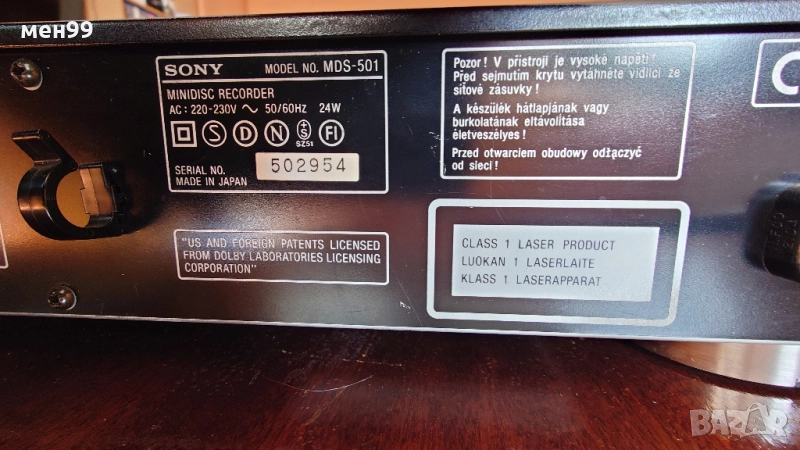 мен99
SONY MODEL NO. MDS-501
MINIDISC RECORDER
AC: 220-230V ~ 50/60Hz 24W
S D N +S FI
SZ51
SERIAL NO. 502954
MADE IN JAPAN
"US AND FOREIGN PATENTS LICENSED
FROM DOLBY LABORATORIES LICENSING
CORPORATION"
Pozor! V přístroji je vysoké napětí!
Před sejmutím krytu vytáhněte vidlici ze
síťové zásuvky!
A készülék hátlapjának vagy
burkolatának eltávolítása
életveszélyes!
Przed otwarciem obudowy odłączyć
od sieci!
CLASS 1 LASER PRODUCT
LUOKAN 1 LASERLAITE
KLASS 1 LASERAPPARAT
BAZAR